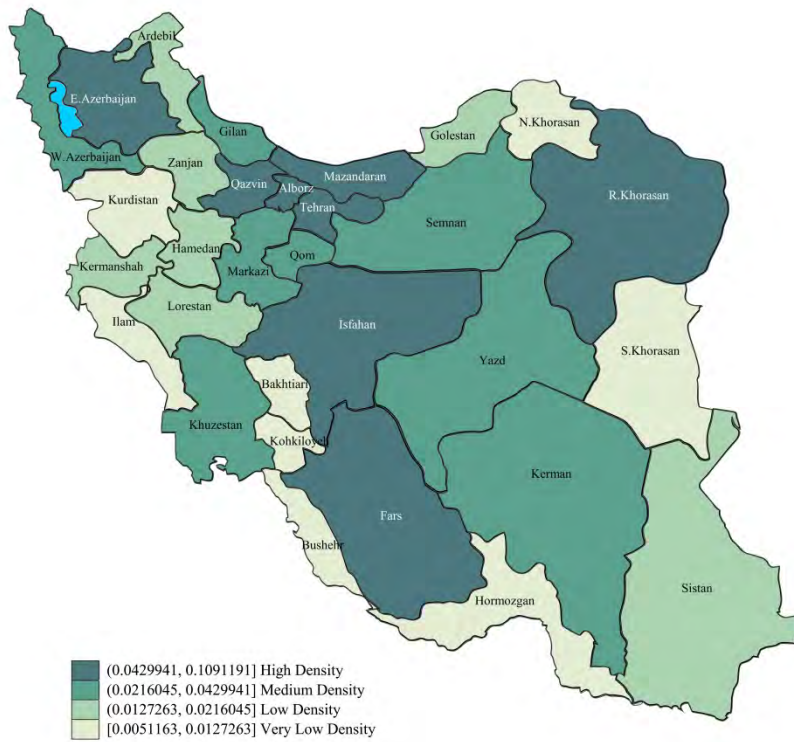 Ardebil
E.Azerbaijan
N.Khorasan
Gilan
Golestan
W.Azerbaijan
Zanjan
Mazandaran
Qazvin
Alborz
Kurdistan
Tehran
R.Khorasan
Semnan
Hamedan
Qom
Kermanshah
Markazi
Lorestan
Ilam
Isfahan
S.Khorasan
Yazd
Bakhtiari
Khuzestan
Kohkiloyeh
Kerman
Fars
Bushehr
Sistan
Hormozgan
(0.0429941, 0.1091191] High Density
(0.0216045, 0.0429941] Medium Density
(0.0127263, 0.0216045] Low Density
[0.0051163, 0.0127263] Very Low Density